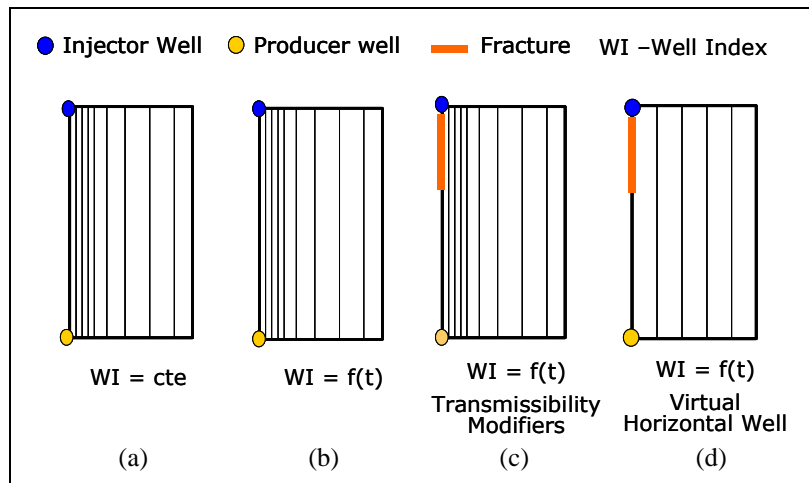 Injector Well Producer well Fracture WI –Well Index
WI = cte
WI = f(t)
WI = f(t)
Transmissibility
Modifiers
WI = f(t)
Virtual
Horizontal Well
(a) (b) (c) (d)